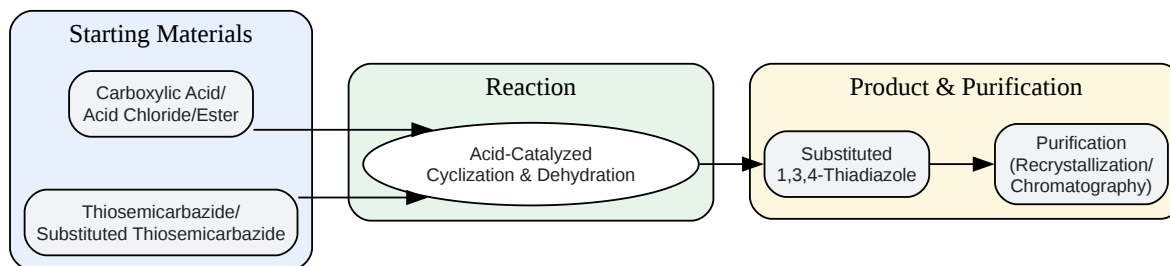 Starting Materials
Carboxylic Acid/
Acid Chloride/Ester
Thiosemicarbazide/
Substituted Thiosemicarbazide
Reaction
Acid-Catalyzed
Cyclization & Dehydration
Product & Purification
Substituted
1,3,4-Thiadiazole
Purification
(Recrystallization/
Chromatography)